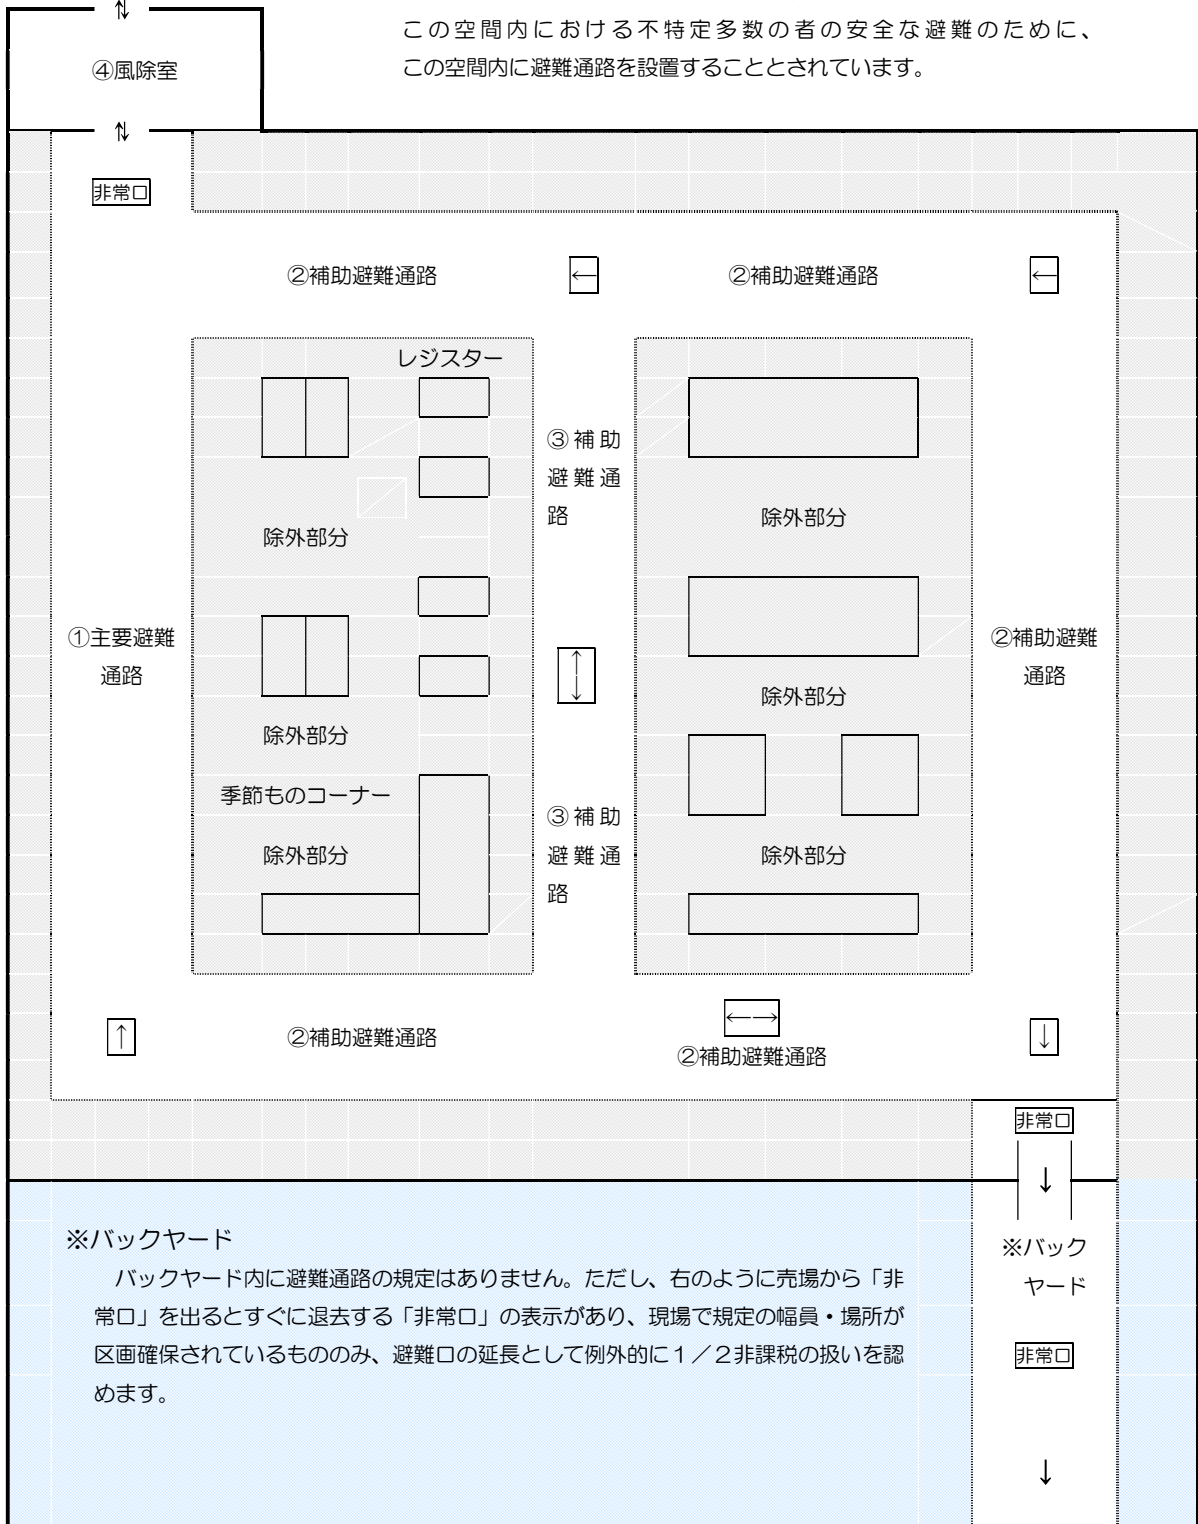 ⇅
この空間内における不特定多数の者の安全な避難のために、
④風除室
この空間内に避難通路を設置することとされています。
⇅
非常口
②補助避難通路
←
②補助避難通路
←
レジスター
③補助
避難通
路
除外部分
除外部分
①主要避難
通路
↑
↓
②補助避難
通路
除外部分
除外部分
季節ものコーナー
③補助
避難通
路
除外部分
除外部分
↑
②補助避難通路
←→
②補助避難通路
↓
非常口
↓
※バックヤード
バックヤード内に避難通路の規定はありません。ただし、右のように売場から「非
常口」を出るとすぐに退去する「非常口」の表示があり、現場で規定の幅員・場所が
区画確保されているもののみ、避難口の延長として例外的に1／2非課税の扱いを認
めます。
※バック
ヤード
非常口
↓